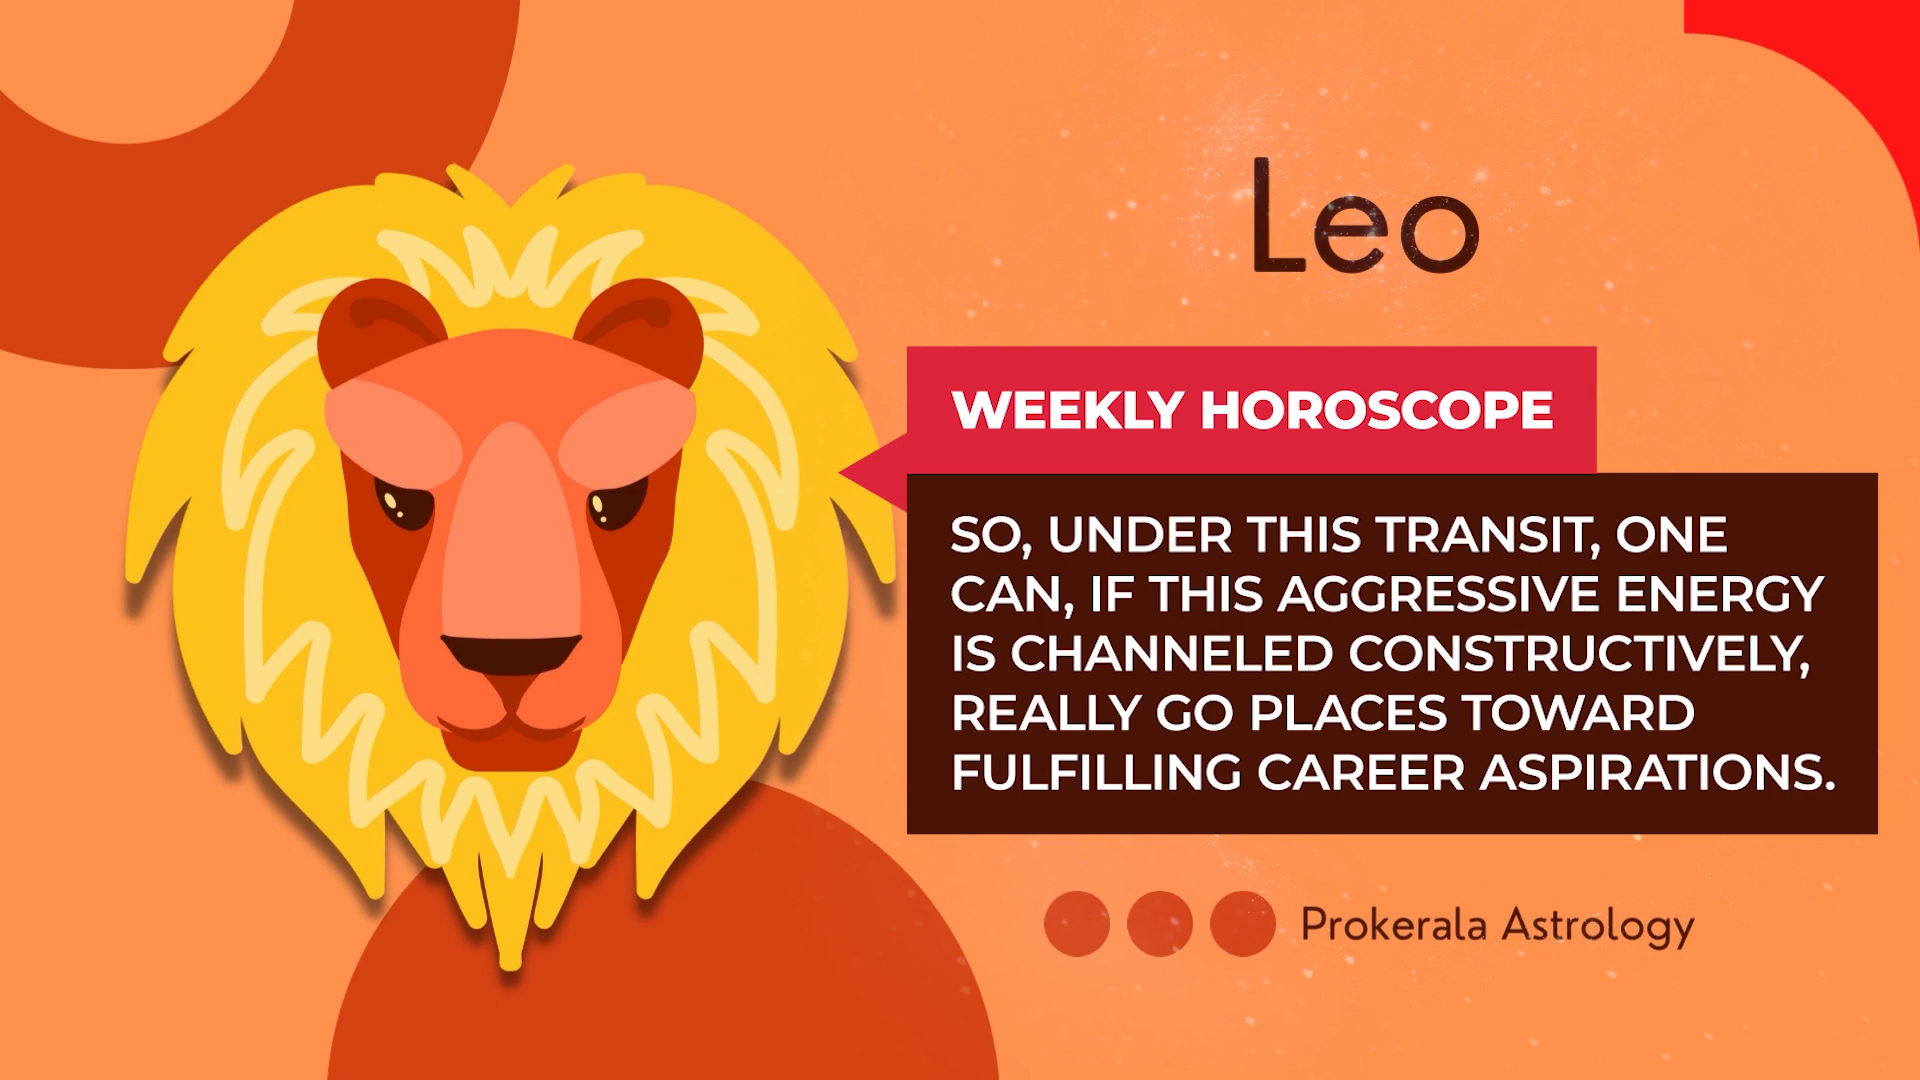 Leo
WEEKLY HOROSCOPE
SO, UNDER THIS TRANSIT, ONE
CAN, IF THIS AGGRESSIVE ENERGY
IS CHANNELED CONSTRUCTIVELY,
REALLY GO PLACES TOWARD
FULFILLING CAREER ASPIRATIONS.
Prokerala Astrology